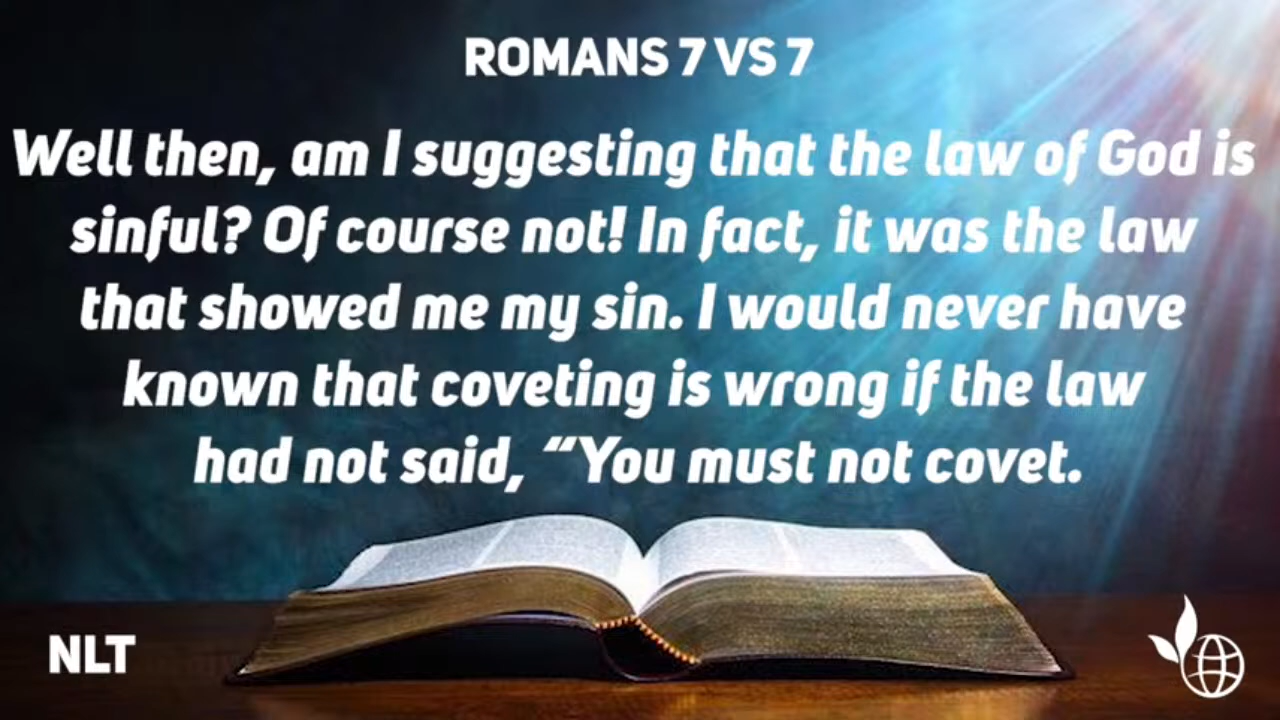 ROMANS 7 VS 7
Well then, am I suggesting that the law of God is
sinful? Of course not! In fact, it was the law
that showed me my sin. I would never have
known that coveting is wrong if the law
had not said, “You must not covet.
NLT